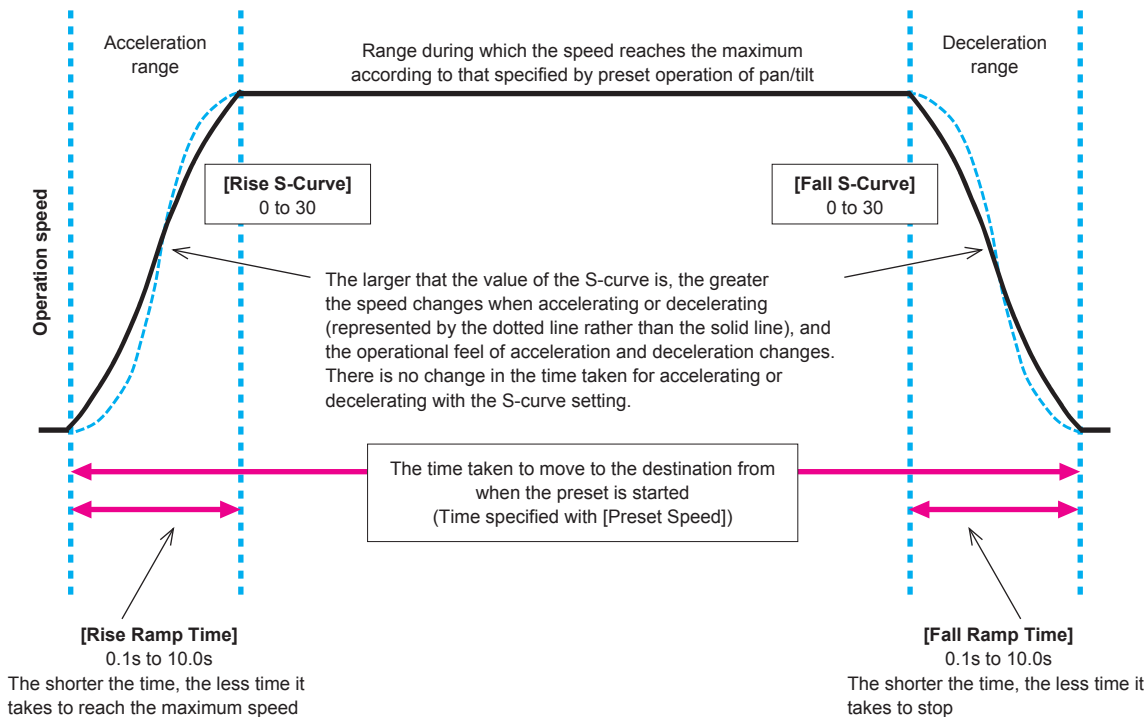 Acceleration
range
Range during which the speed reaches the maximum
according to that specified by preset operation of pan/tilt
Deceleration
range
Operation speed
[Rise S-Curve]
0 to 30
[Fall S-Curve]
0 to 30
The larger that the value of the S-curve is, the greater
the speed changes when accelerating or decelerating
(represented by the dotted line rather than the solid line), and
the operational feel of acceleration and deceleration changes.
There is no change in the time taken for accelerating or
decelerating with the S-curve setting.
The time taken to move to the destination from
when the preset is started
(Time specified with [Preset Speed])
[Rise Ramp Time]
0.1s to 10.0s
The shorter the time, the less time it
takes to reach the maximum speed
[Fall Ramp Time]
0.1s to 10.0s
The shorter the time, the less time it
takes to stop